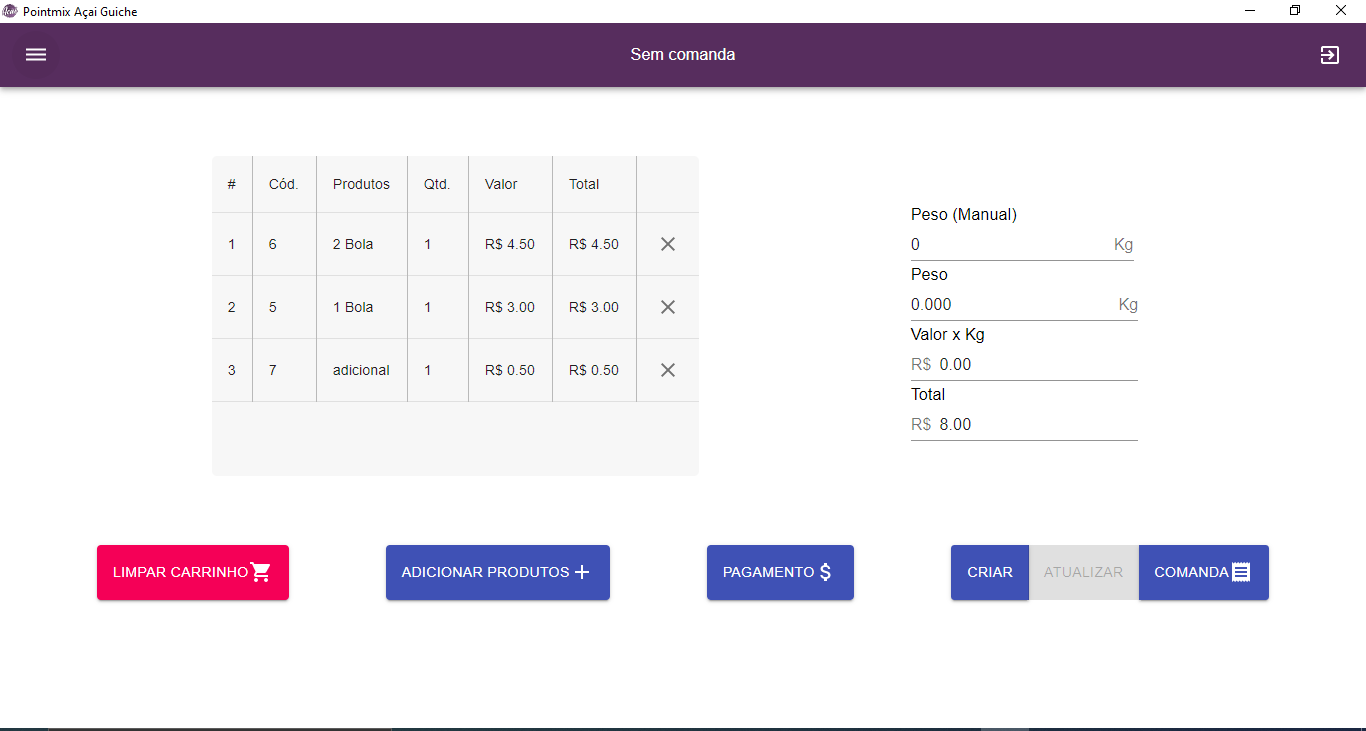 Pointmix Açai Guiche
Sem comanda
# Cód. Produtos Qtd. Valor Total
1 6 2 Bola 1 R$ 4.50 R$ 4.50
2 5 1 Bola 1 R$ 3.00 R$ 3.00
3 7 adicional 1 R$ 0.50 R$ 0.50
Peso (Manual)
0 Kg
Peso
0.000 Kg
Valor x Kg
R$ 0.00
Total
R$ 8.00
LIMPAR CARRINHO
ADICIONAR PRODUTOS
PAGAMENTO
CRIAR
ATUALIZAR
COMANDA